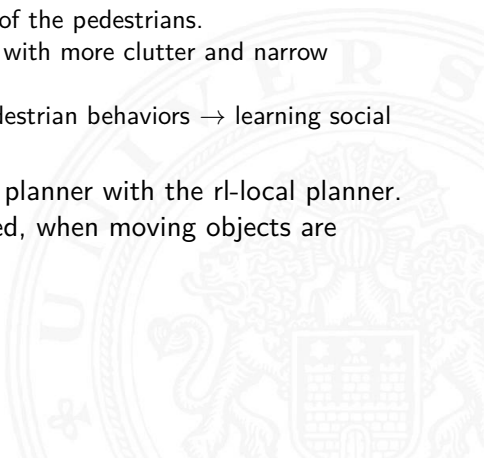 of the pedestrians.
with more clutter and narrow
destrian behaviors → learning social
planner with the rl-local planner.
ed, when moving objects are
U N I V E R S